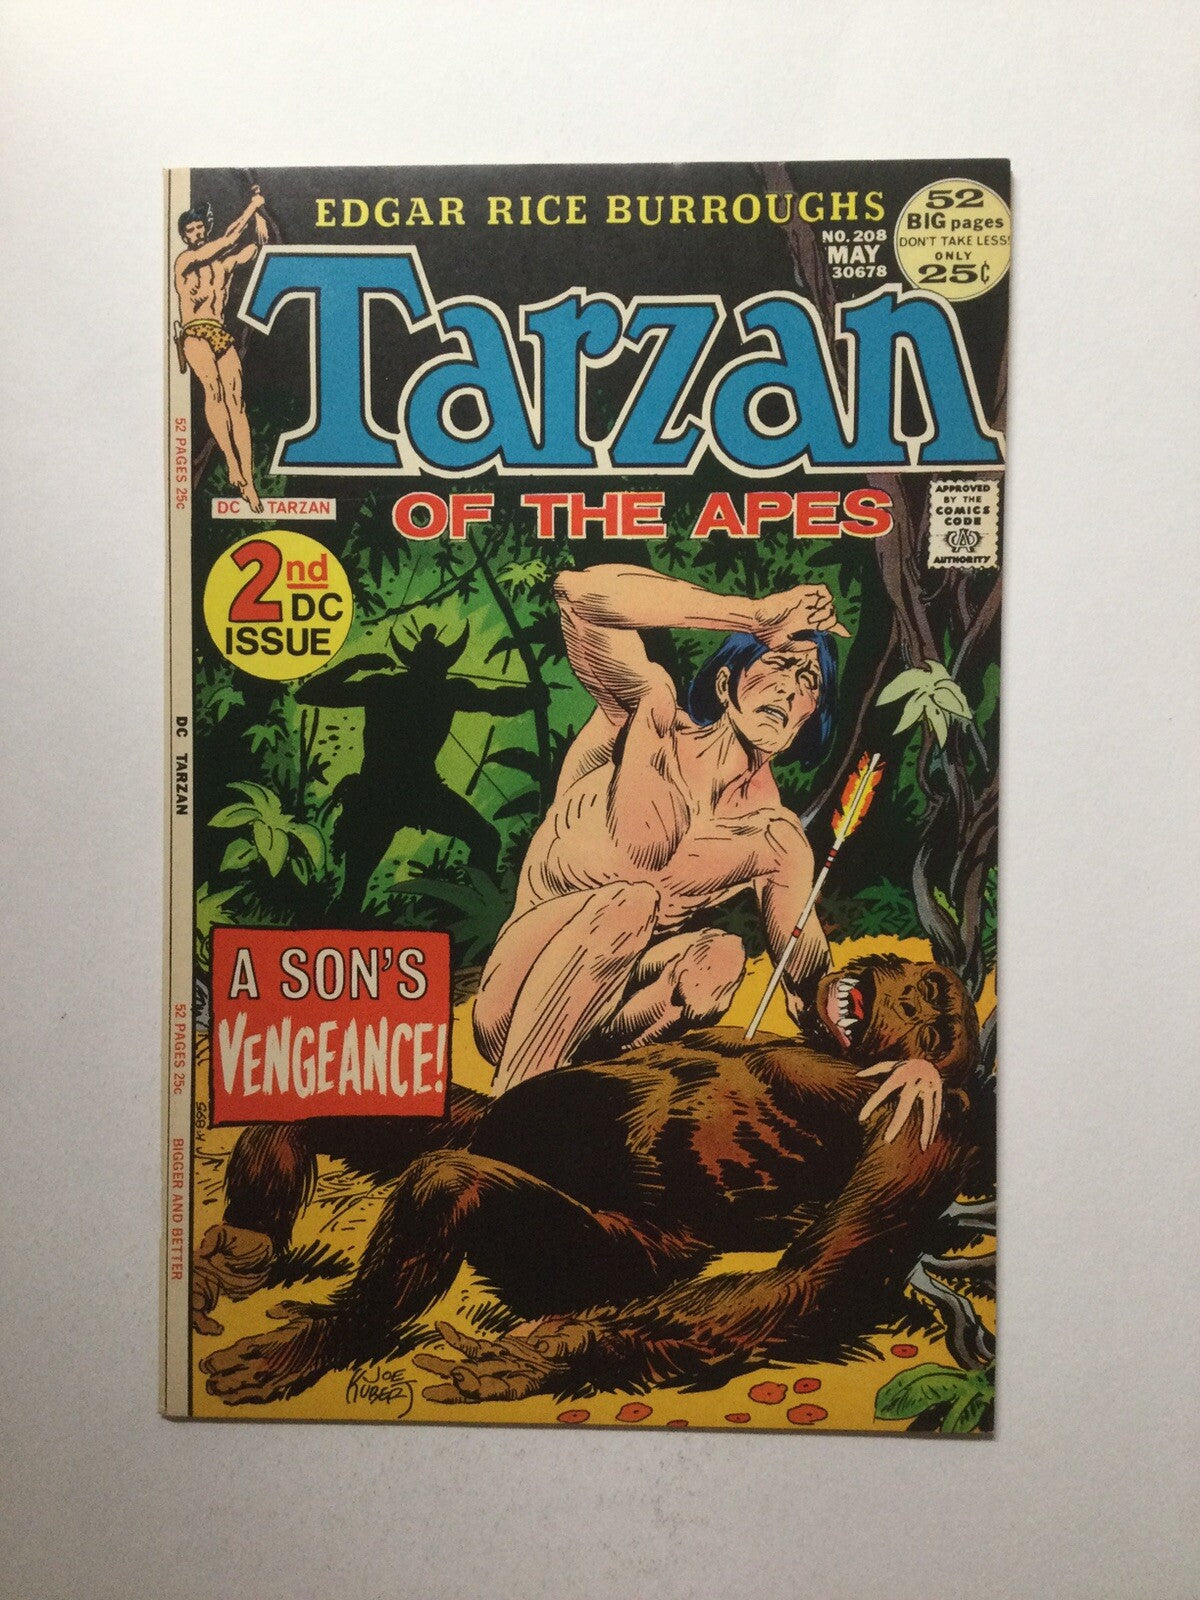 EDGAR RICE BURROUGHS
NO. 208
MAY
30678
52
BIG pages
DON'T TAKE LESS!
ONLY
25¢
Tarzan
OF THE APES
DC TARZAN
APPROVED
BY THE
COMICS
CODE
AUTHORITY
2nd
DC
ISSUE
A SON'S
VENGEANCE!
JOE
KUBERT
52 PAGES 25c
DC TARZAN
52 PAGES 25c
BIGGER AND BETTER